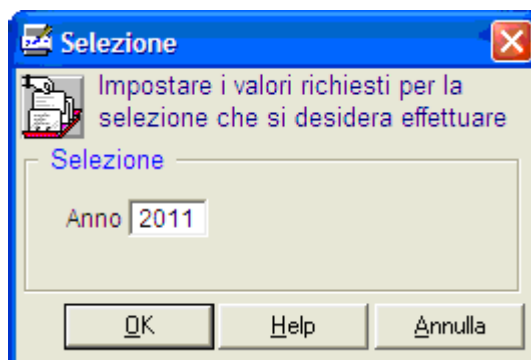 Selezione
Impostare i valori richiesti per la
selezione che si desidera effettuare
Selezione
Anno 2011
OK Help Annulla